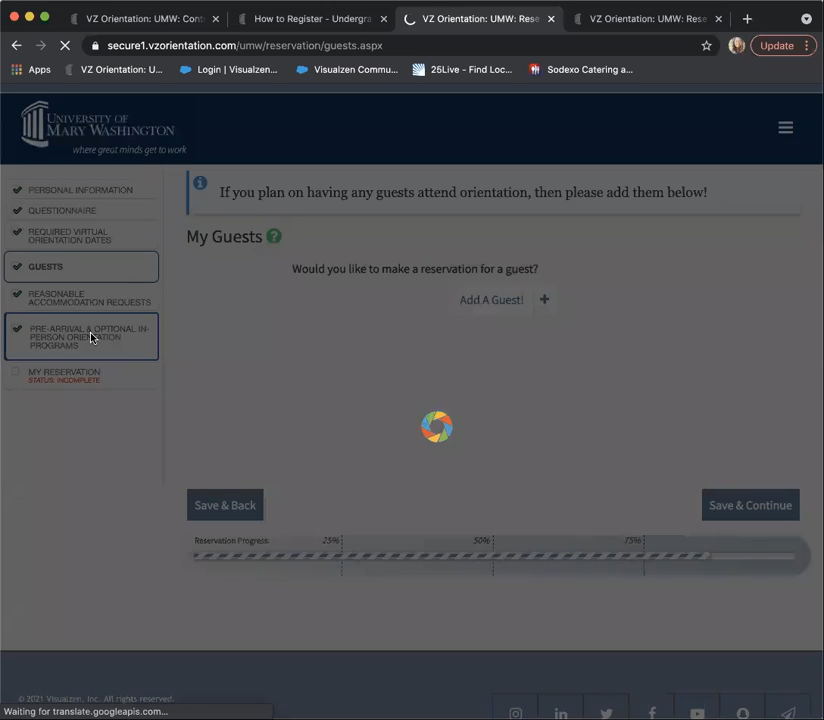 VZ Orientation: UMW: Cont
How to Register - Undergra
VZ Orientation: UMW: Rese
VZ Orientation: UMW: Rese
secure1.vzorientation.com/umw/reservation/guests.aspx
Update
Apps
VZ Orientation: U...
Login | Visualzen...
Visualzen Commu...
25Live - Find Loc...
Sodexo Catering a...
UNIVERSITY OF
MARY WASHINGTON
where great minds get to work
PERSONAL INFORMATION
QUESTIONNAIRE
REQUIRED VIRTUAL
ORIENTATION DATES
GUESTS
REASONABLE
ACCOMMODATION REQUESTS
PRE-ARRIVAL & OPTIONAL IN-
PERSON ORIENTATION
PROGRAMS
MY RESERVATION
STATUS: INCOMPLETE
If you plan on having any guests attend orientation, then please add them below!
My Guests ?
Would you like to make a reservation for a guest?
Add A Guest! +
Save & Back
Save & Continue
Reservation Progress:
25%
50%
75%
© 2021 Visualzen, Inc. All rights reserved.
Waiting for translate.googleapis.com...